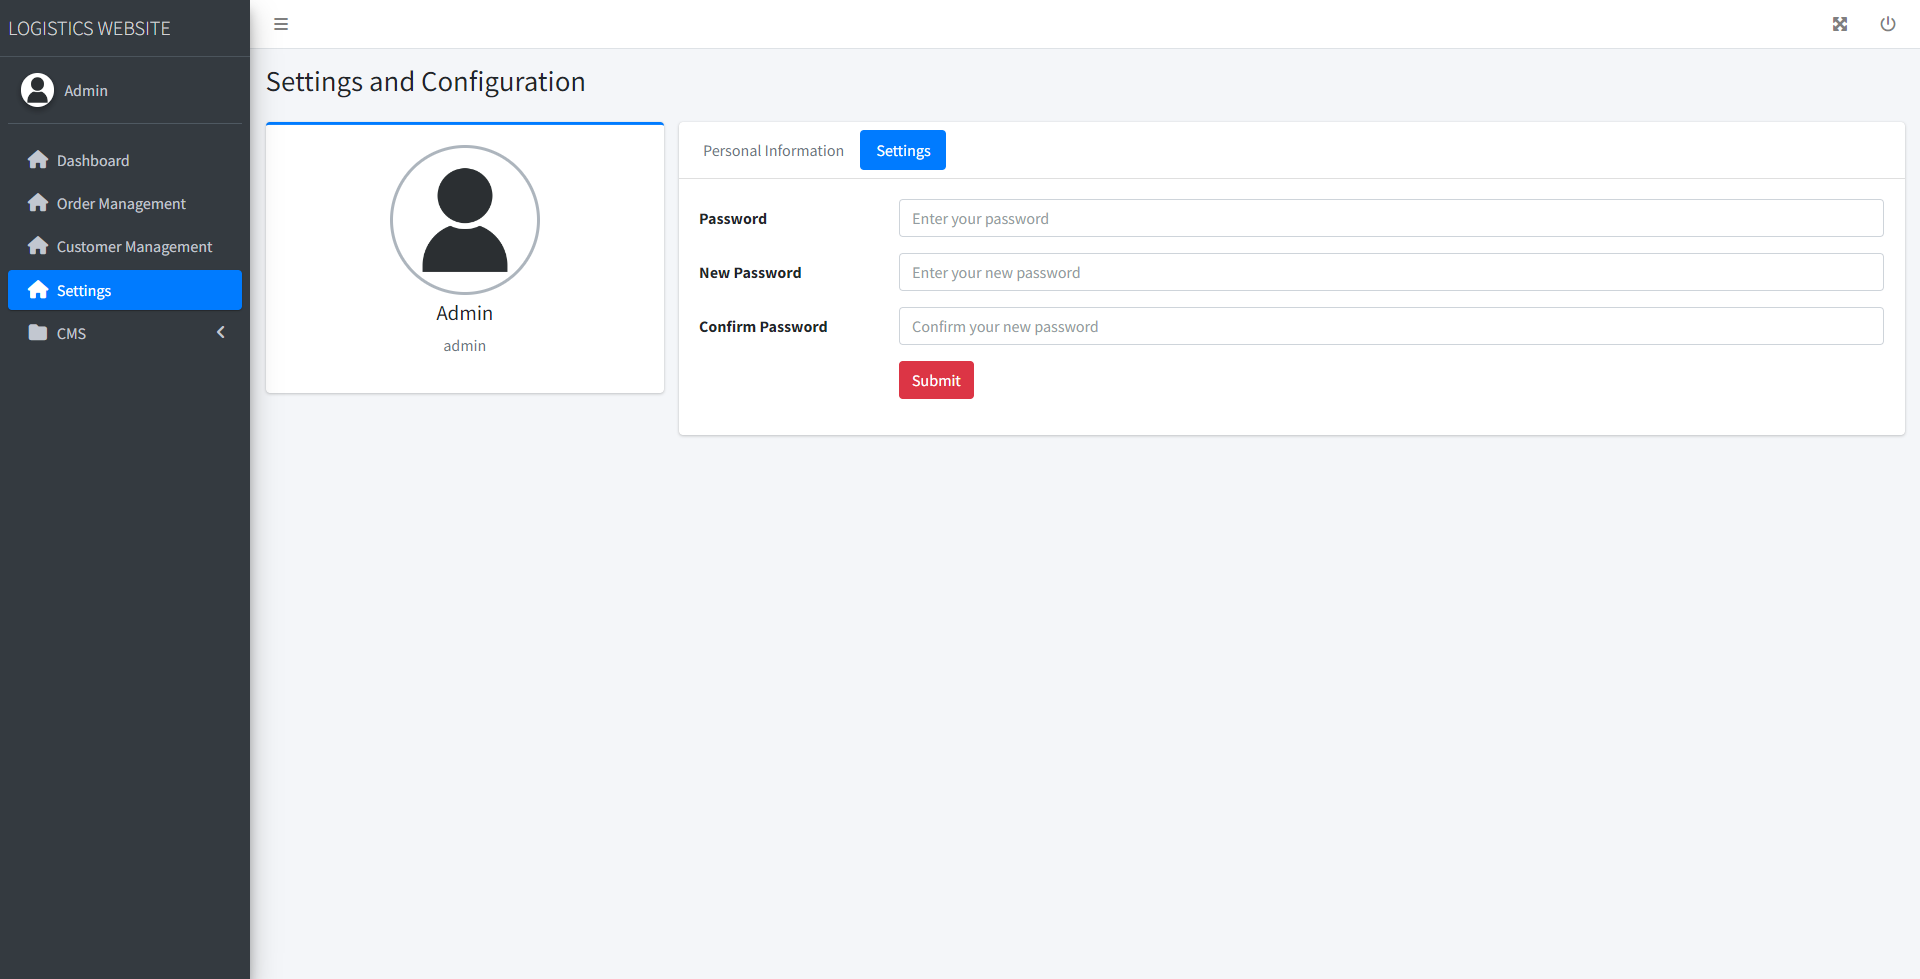 LOGISTICS WEBSITE
Admin
Dashboard
Order Management
Customer Management
Settings
CMS
Settings and Configuration
Admin
admin
Personal Information Settings
Password Enter your password
New Password Enter your new password
Confirm Password Confirm your new password
Submit